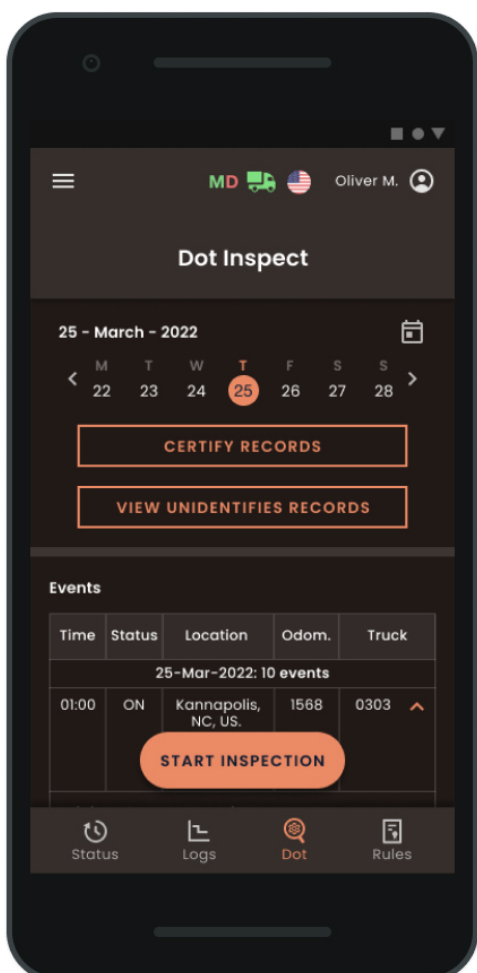 MD Oliver M.
Dot Inspect
25 - March - 2022
M T W T F S S
22 23 24 25 26 27 28
CERTIFY RECORDS
VIEW UNIDENTIFIES RECORDS
Events
Time Status Location Odom. Truck
25-Mar-2022: 10 events
01:00 ON Kannapolis, 1568 0303
NC, US.
START INSPECTION
Status Logs Dot Rules